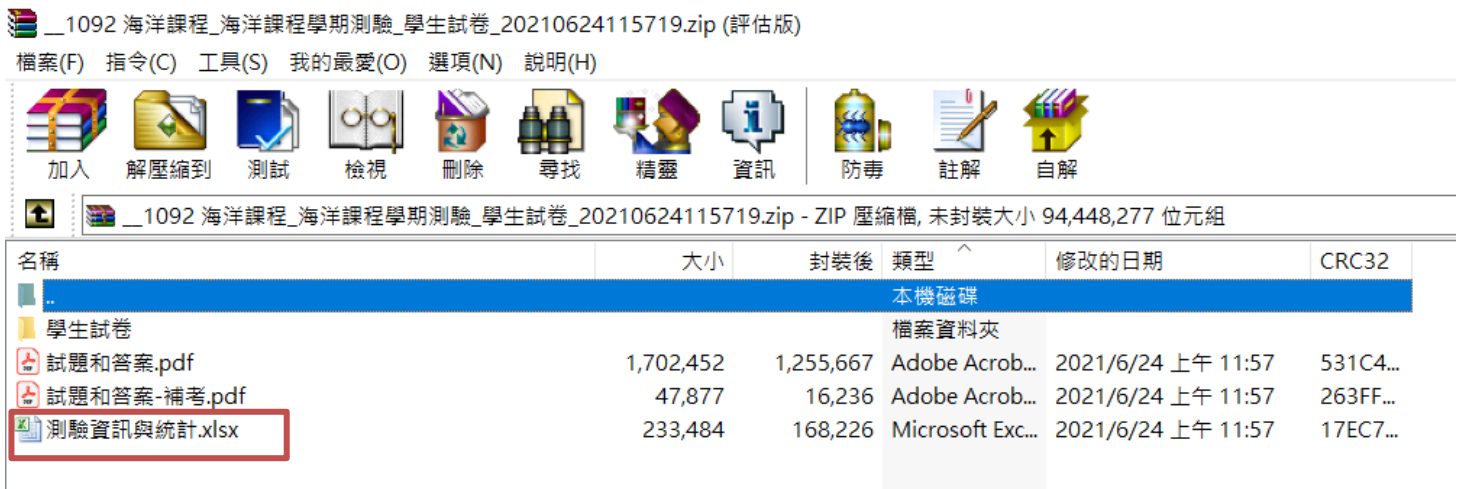 __1092 海洋課程_海洋課程學期測驗_學生試卷_20210624115719.zip (評估版)
檔案(F) 指令(C) 工具(S) 我的最愛(O) 選項(N) 說明(H)
加入 解壓縮到 測試 檢視 刪除 尋找 精靈 資訊 防毒 註解 自解
__1092 海洋課程_海洋課程學期測驗_學生試卷_20210624115719.zip - ZIP 壓縮檔, 未封裝大小 94,448,277 位元組
名稱 大小 封裝後 類型 修改的日期 CRC32
.. 本機磁碟
學生試卷 檔案資料夾
試題和答案.pdf 1,702,452 1,255,667 Adobe Acrob... 2021/6/24 上午 11:57 531C4...
試題和答案-補考.pdf 47,877 16,236 Adobe Acrob... 2021/6/24 上午 11:57 263FF...
測驗資訊與統計.xlsx 233,484 168,226 Microsoft Exc... 2021/6/24 上午 11:57 17EC7...